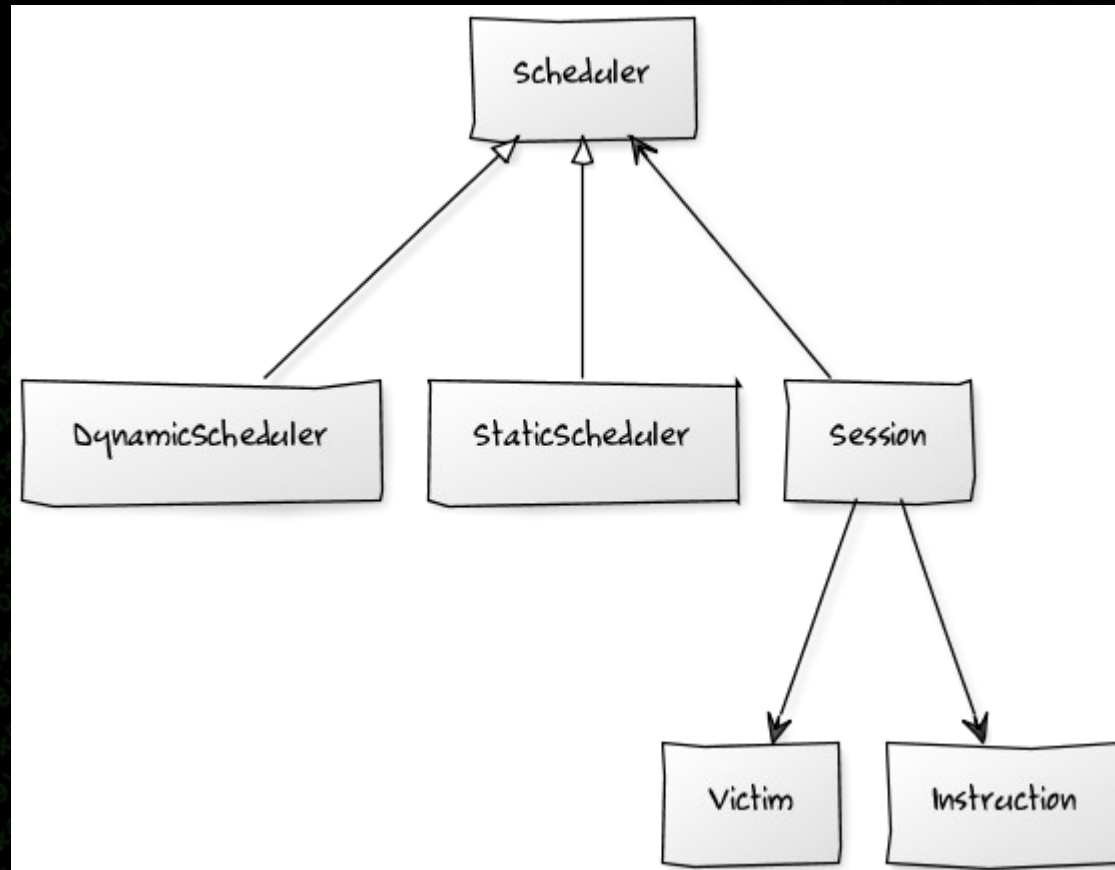 Scheduler
DynamicScheduler
StaticScheduler
Session
Victim
Instruction